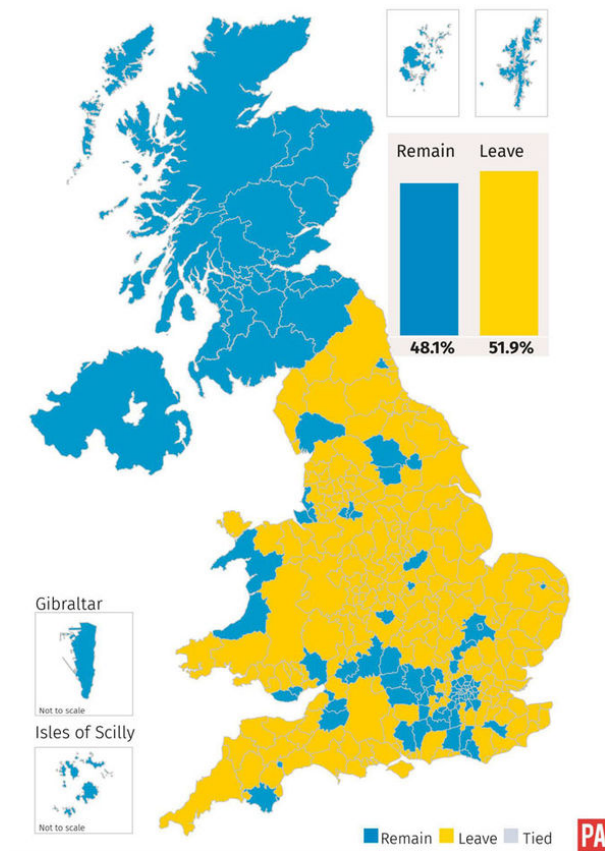 Remain Leave
48.1% 51.9%
Gibraltar
Not to scale
Isles of Scilly
Not to scale
Remain Leave Tied
PA